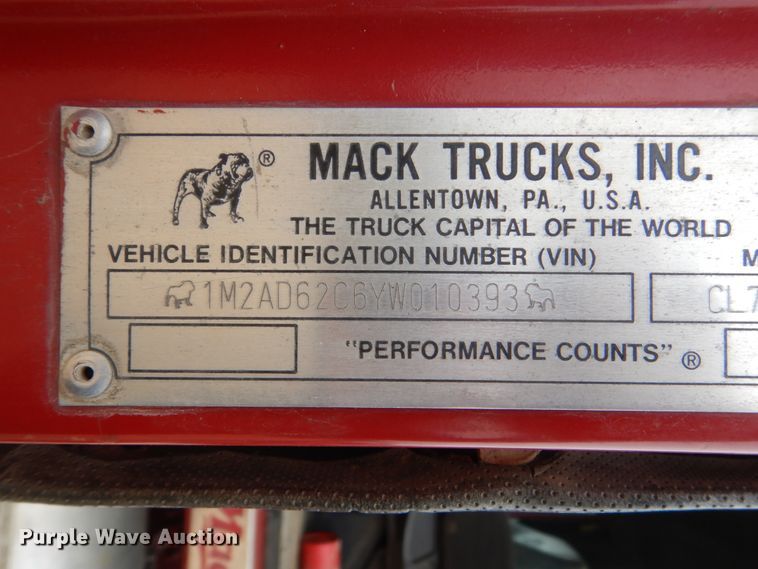 ® MACK TRUCKS, INC.
ALLENTOWN, PA., U.S.A.
THE TRUCK CAPITAL OF THE WORLD
VEHICLE IDENTIFICATION NUMBER (VIN) M
1M2AD62C6YW010393 CL7
"PERFORMANCE COUNTS" ®
Purple Wave Auction